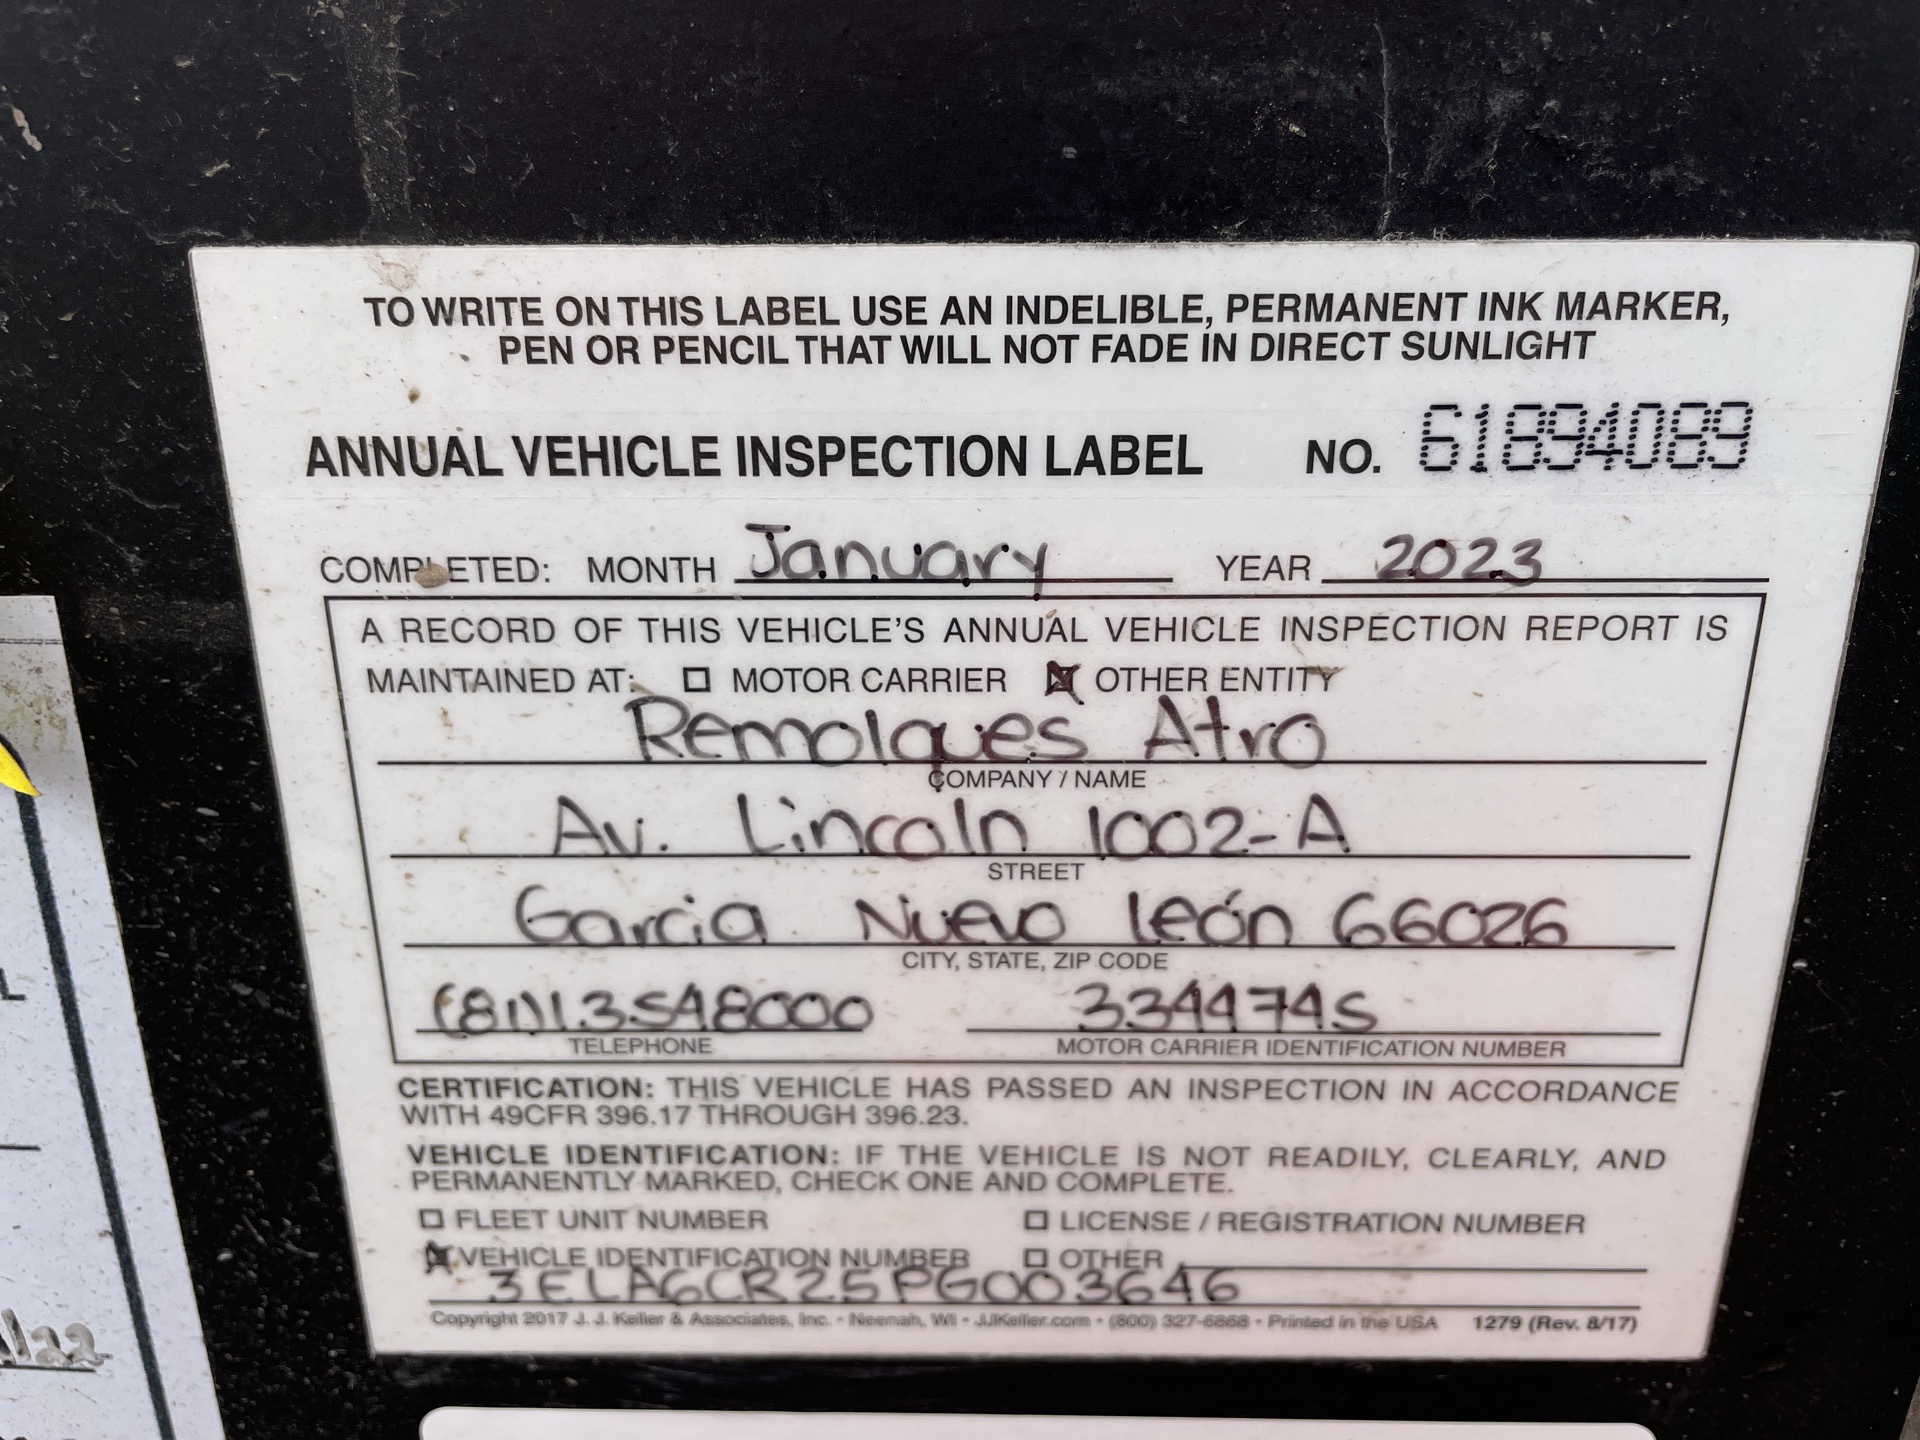 TO WRITE ON THIS LABEL USE AN INDELIBLE, PERMANENT INK MARKER,
PEN OR PENCIL THAT WILL NOT FADE IN DIRECT SUNLIGHT
ANNUAL VEHICLE INSPECTION LABEL NO. 61894089
COMPLETED: MONTH January YEAR 2023
A RECORD OF THIS VEHICLE'S ANNUAL VEHICLE INSPECTION REPORT IS
MAINTAINED AT: ☐ MOTOR CARRIER ☒ OTHER ENTITY
Remolques Atro
COMPANY / NAME
Av. Lincoln 1002-A
STREET
Garcia Nuevo león 66026
CITY, STATE, ZIP CODE
(81)13548000 3344745
TELEPHONE MOTOR CARRIER IDENTIFICATION NUMBER
CERTIFICATION: THIS VEHICLE HAS PASSED AN INSPECTION IN ACCORDANCE
WITH 49CFR 396.17 THROUGH 396.23.
VEHICLE IDENTIFICATION: IF THE VEHICLE IS NOT READILY, CLEARLY, AND
PERMANENTLY MARKED, CHECK ONE AND COMPLETE.
☐ FLEET UNIT NUMBER ☐ LICENSE / REGISTRATION NUMBER
☒ VEHICLE IDENTIFICATION NUMBER ☐ OTHER
3ELA6CR25PG003646
Copyright 2017 J. J. Keller & Associates, Inc. • Neenah, WI • JJKeller.com • (800) 327-6868 • Printed in the USA 1279 (Rev. 8/17)